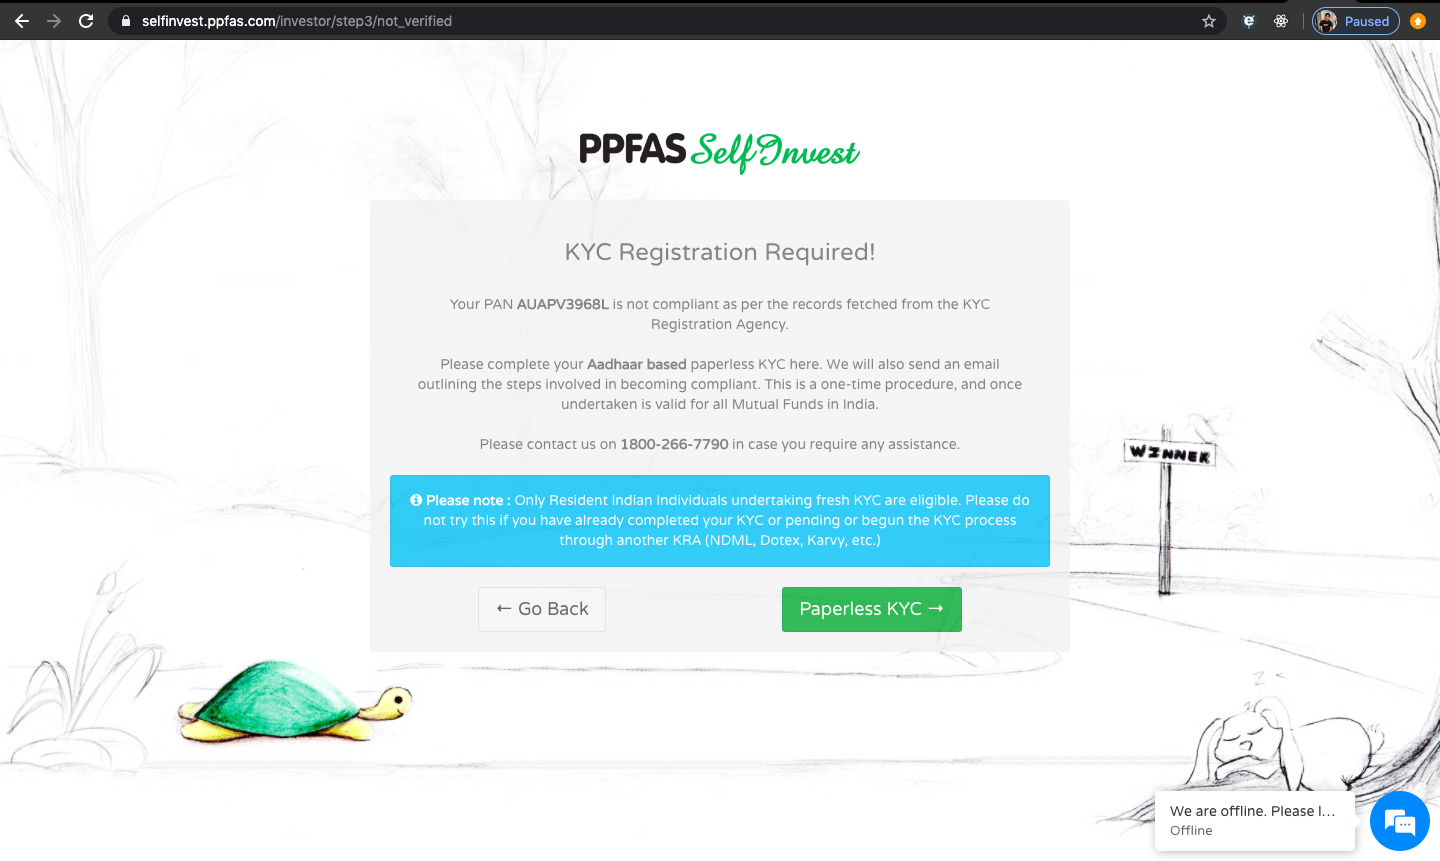 selfinvest.ppfas.com/investor/step3/not_verified
Paused
PPFAS SelfInvest
KYC Registration Required!
Your PAN AUAPV3968L is not compliant as per the records fetched from the KYC
Registration Agency.
Please complete your Aadhaar based paperless KYC here. We will also send an email
outlining the steps involved in becoming compliant. This is a one-time procedure, and once
undertaken is valid for all Mutual Funds in India.
Please contact us on 1800-266-7790 in case you require any assistance.
Please note : Only Resident Indian Individuals undertaking fresh KYC are eligible. Please do
not try this if you have already completed your KYC or pending or begun the KYC process
through another KRA (NDML, Dotex, Karvy, etc.)
← Go Back
Paperless KYC →
WINNER
z z
We are offline. Please l...
Offline